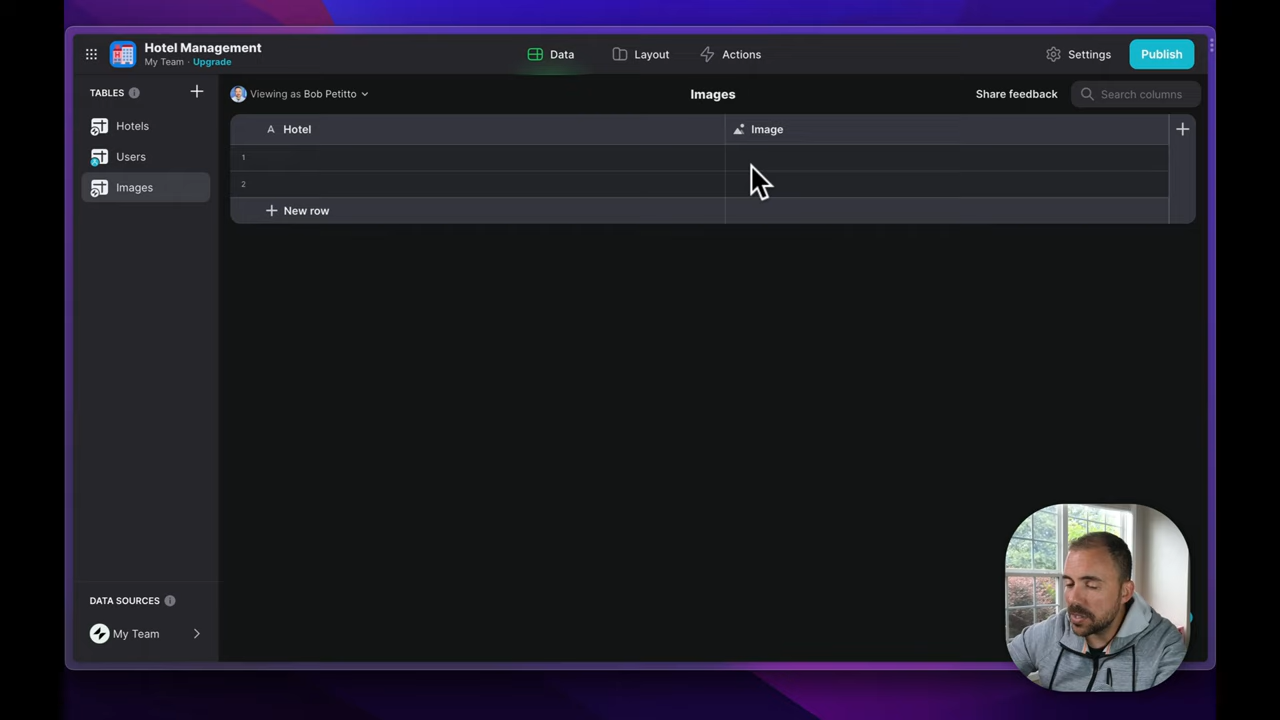 Hotel Management
My Team · Upgrade
Data
Layout
Actions
Settings
Publish
TABLES
Hotels
Users
Images
Viewing as Bob Petitto
Images
Share feedback
Search columns
A Hotel
Image
1
2
New row
DATA SOURCES
My Team